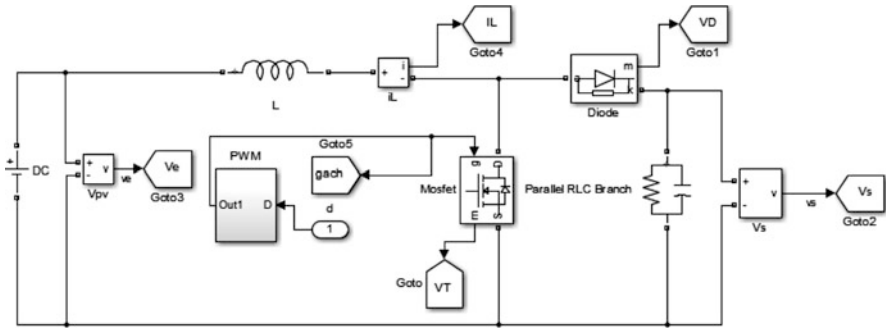 IL
Goto4
VD
Goto1
+
L
+
i
-
iL
m
a
k
Diode
+
DC
+
-
v
Vpv
ve
Ve
Goto3
PWM
Out1
D
Goto5
gach
d
1
g
D
Mosfet
m
S
Goto
VT
Parallel RLC Branch
+
-
v
Vs
vs
Vs
Goto2